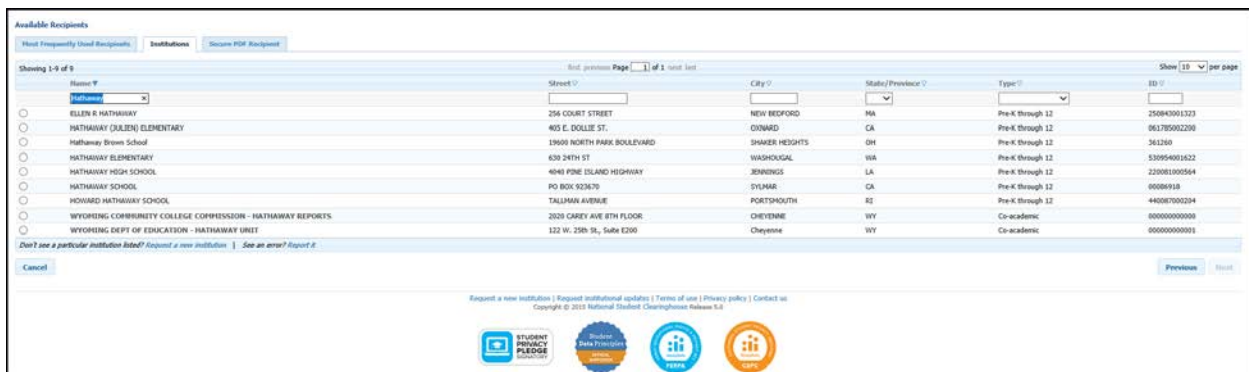 Available Recipients
Most Frequently Used Recipients Institutions Secure PDF Recipient
Showing 1-9 of 9 first previous Page 1 of 1 next last Show 10 per page
Name Street City State/Province Type ID
Hathaway x
ELLEN R HATHAWAY 256 COURT STREET NEW BEDFORD MA Pre-K through 12 250843001323
HATHAWAY (JULIEN) ELEMENTARY 405 E. DOLLIE ST. OXNARD CA Pre-K through 12 061785002200
Hathaway Brown School 19600 NORTH PARK BOULEVARD SHAKER HEIGHTS OH Pre-K through 12 361260
HATHAWAY ELEMENTARY 630 24TH ST WASHOUGAL WA Pre-K through 12 530954001622
HATHAWAY HIGH SCHOOL 4040 PINE ISLAND HIGHWAY JENNINGS LA Pre-K through 12 220081000564
HATHAWAY SCHOOL PO BOX 923670 SYLMAR CA Pre-K through 12 00086918
HOWARD HATHAWAY SCHOOL TALLMAN AVENUE PORTSMOUTH RI Pre-K through 12 440087000204
WYOMING COMMUNITY COLLEGE COMMISSION - HATHAWAY REPORTS 2020 CAREY AVE 8TH FLOOR CHEYENNE WY Co-academic 000000000000
WYOMING DEPT OF EDUCATION - HATHAWAY UNIT 122 W. 25th St., Suite E200 Cheyenne WY Co-academic 000000000001
Don't see a particular institution listed? Request a new institution | See an error? Report it
Cancel Previous Next
Request a new institution | Request institutional updates | Terms of use | Privacy policy | Contact us
Copyright © 2015 National Student Clearinghouse Release 5.0
STUDENT
PRIVACY
PLEDGE
SIGNATORY
Student
Data Principles
FERPA